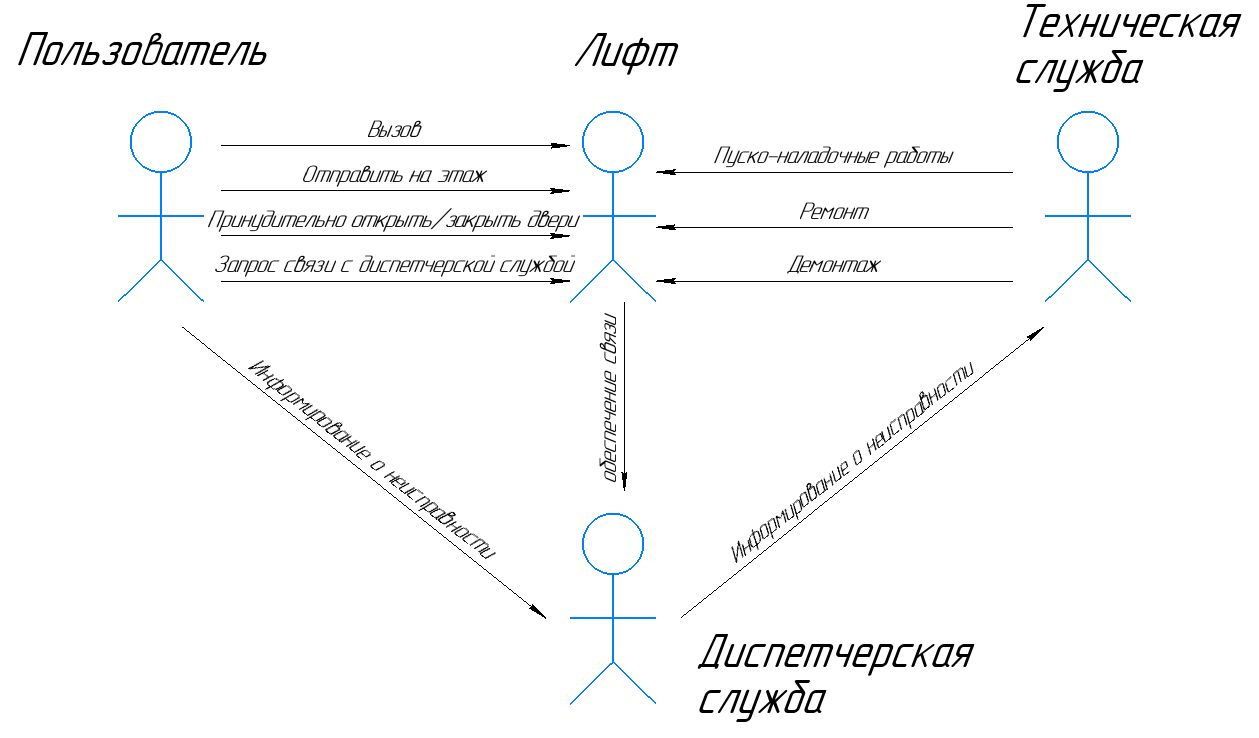 Пользователь
Лифт
Техническая
служба
Вызов
Отправить на этаж
Принудительно открыть/закрыть двери
Запрос связи с диспетчерской службой
Пуско-наладочные работы
Ремонт
Демонтаж
Информирование о неисправности
обеспечение связи
Информирование о неисправности
Диспетчерская
служба